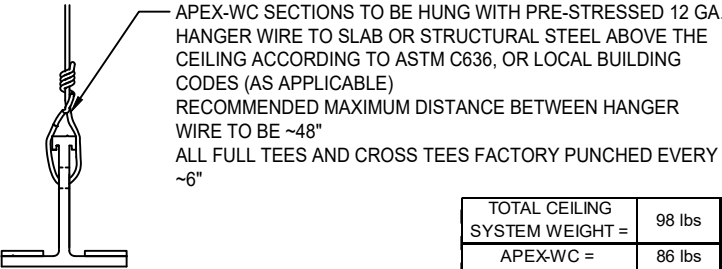 APEX-WC SECTIONS TO BE HUNG WITH PRE-STRESSED 12 GA.
HANGER WIRE TO SLAB OR STRUCTURAL STEEL ABOVE THE
CEILING ACCORDING TO ASTM C636, OR LOCAL BUILDING
CODES (AS APPLICABLE)
RECOMMENDED MAXIMUM DISTANCE BETWEEN HANGER
WIRE TO BE ~48"
ALL FULL TEES AND CROSS TEES FACTORY PUNCHED EVERY
~6"
TOTAL CEILING
SYSTEM WEIGHT = 98 lbs
APEX-WC = 86 lbs